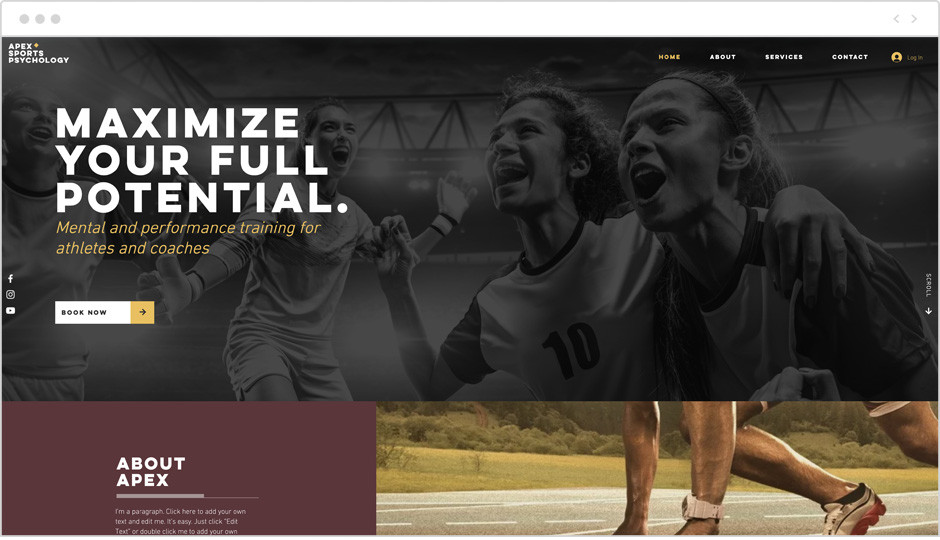 APEX
SPORTS
PSYCHOLOGY
HOME
ABOUT
SERVICES
CONTACT
Log In
MAXIMIZE
YOUR FULL
POTENTIAL.
Mental and performance training for
athletes and coaches
BOOK NOW
SCROLL
10
ABOUT
APEX
I'm a paragraph. Click here to add your own
text and edit me. It's easy. Just click "Edit
Text" or double click me to add your own